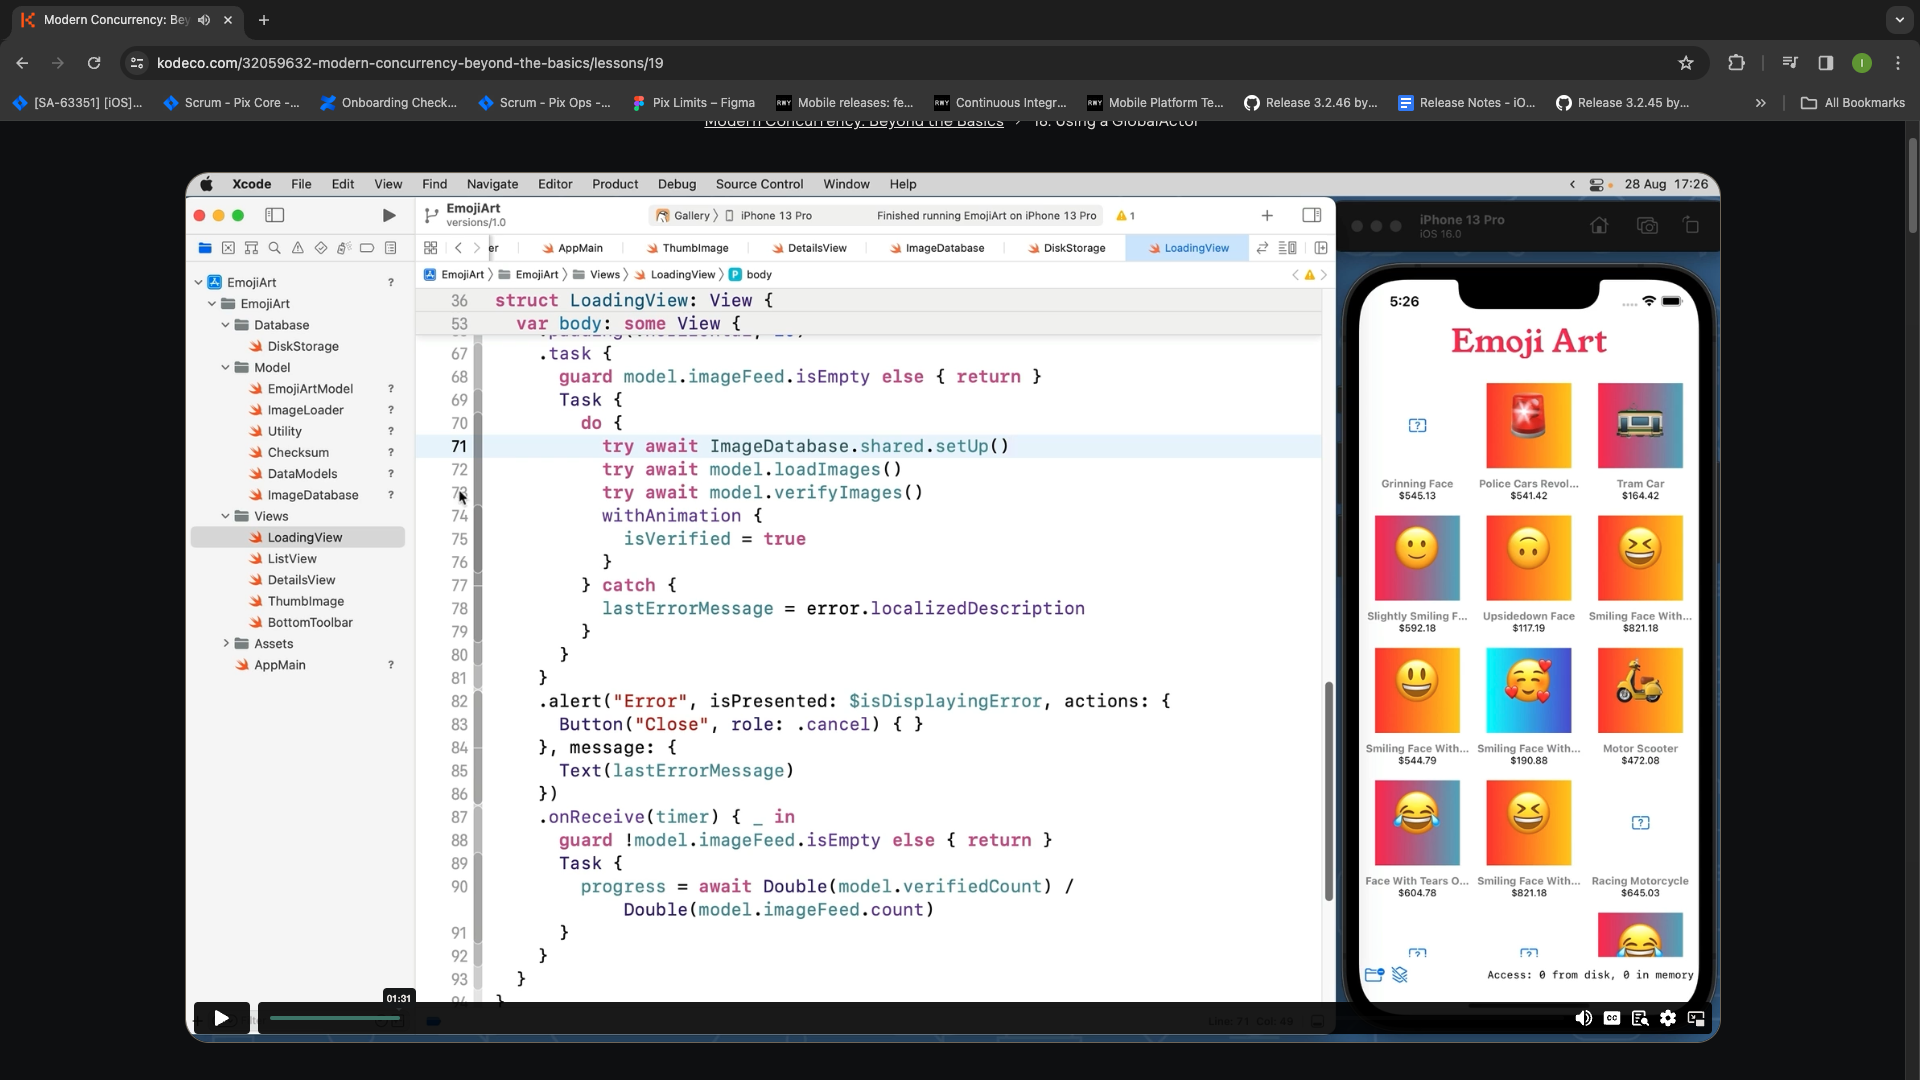 Modern Concurrency: Bey
kodeco.com/32059632-modern-concurrency-beyond-the-basics/lessons/19
[SA-63351] [iOS]...
Scrum - Pix Core -...
Onboarding Check...
Scrum - Pix Ops -...
Pix Limits – Figma
RWY
Mobile releases: fe...
RWY
Continuous Integr...
RWY
Mobile Platform Te...
Release 3.2.46 by...
Release Notes - iO...
Release 3.2.45 by...
»
All Bookmarks
Modern Concurrency: Beyond the Basics > 18. Using a GlobalActor
Xcode File Edit View Find Navigate Editor Product Debug Source Control Window Help
28 Aug 17:26
EmojiArt
versions/1.0
Gallery
iPhone 13 Pro
Finished running EmojiArt on iPhone 13 Pro
1
er
AppMain
ThumbImage
DetailsView
ImageDatabase
DiskStorage
LoadingView
EmojiArt
EmojiArt
Views
LoadingView
P body
EmojiArt ?
EmojiArt
Database
DiskStorage
Model
EmojiArtModel ?
ImageLoader ?
Utility ?
Checksum ?
DataModels ?
ImageDatabase ?
Views
LoadingView
ListView
DetailsView
ThumbImage
BottomToolbar
Assets
AppMain ?
36 struct LoadingView: View {
53 var body: some View {
67 .task {
68 guard model.imageFeed.isEmpty else { return }
69 Task {
70 do {
71 try await ImageDatabase.shared.setUp()
72 try await model.loadImages()
73 try await model.verifyImages()
74 withAnimation {
75 isVerified = true
76 }
77 } catch {
78 lastErrorMessage = error.localizedDescription
79 }
80 }
81 }
82 .alert("Error", isPresented: $isDisplayingError, actions: {
83 Button("Close", role: .cancel) { }
84 }, message: {
85 Text(lastErrorMessage)
86 })
87 .onReceive(timer) { _ in
88 guard !model.imageFeed.isEmpty else { return }
89 Task {
90 progress = await Double(model.verifiedCount) /
Double(model.imageFeed.count)
91 }
92 }
93 }
94 }
01:31
Line: 71 Col: 49
CC
iPhone 13 Pro
iOS 16.0
5:26
Emoji Art
Grinning Face
$545.13
Police Cars Revol...
$541.42
Tram Car
$164.42
Slightly Smiling F...
$592.18
Upsidedown Face
$117.19
Smiling Face With...
$821.18
Smiling Face With...
$544.79
Smiling Face With...
$190.88
Motor Scooter
$472.08
Face With Tears O...
$604.78
Smiling Face With...
$821.18
Racing Motorcycle
$645.03
Access: 0 from disk, 0 in memory